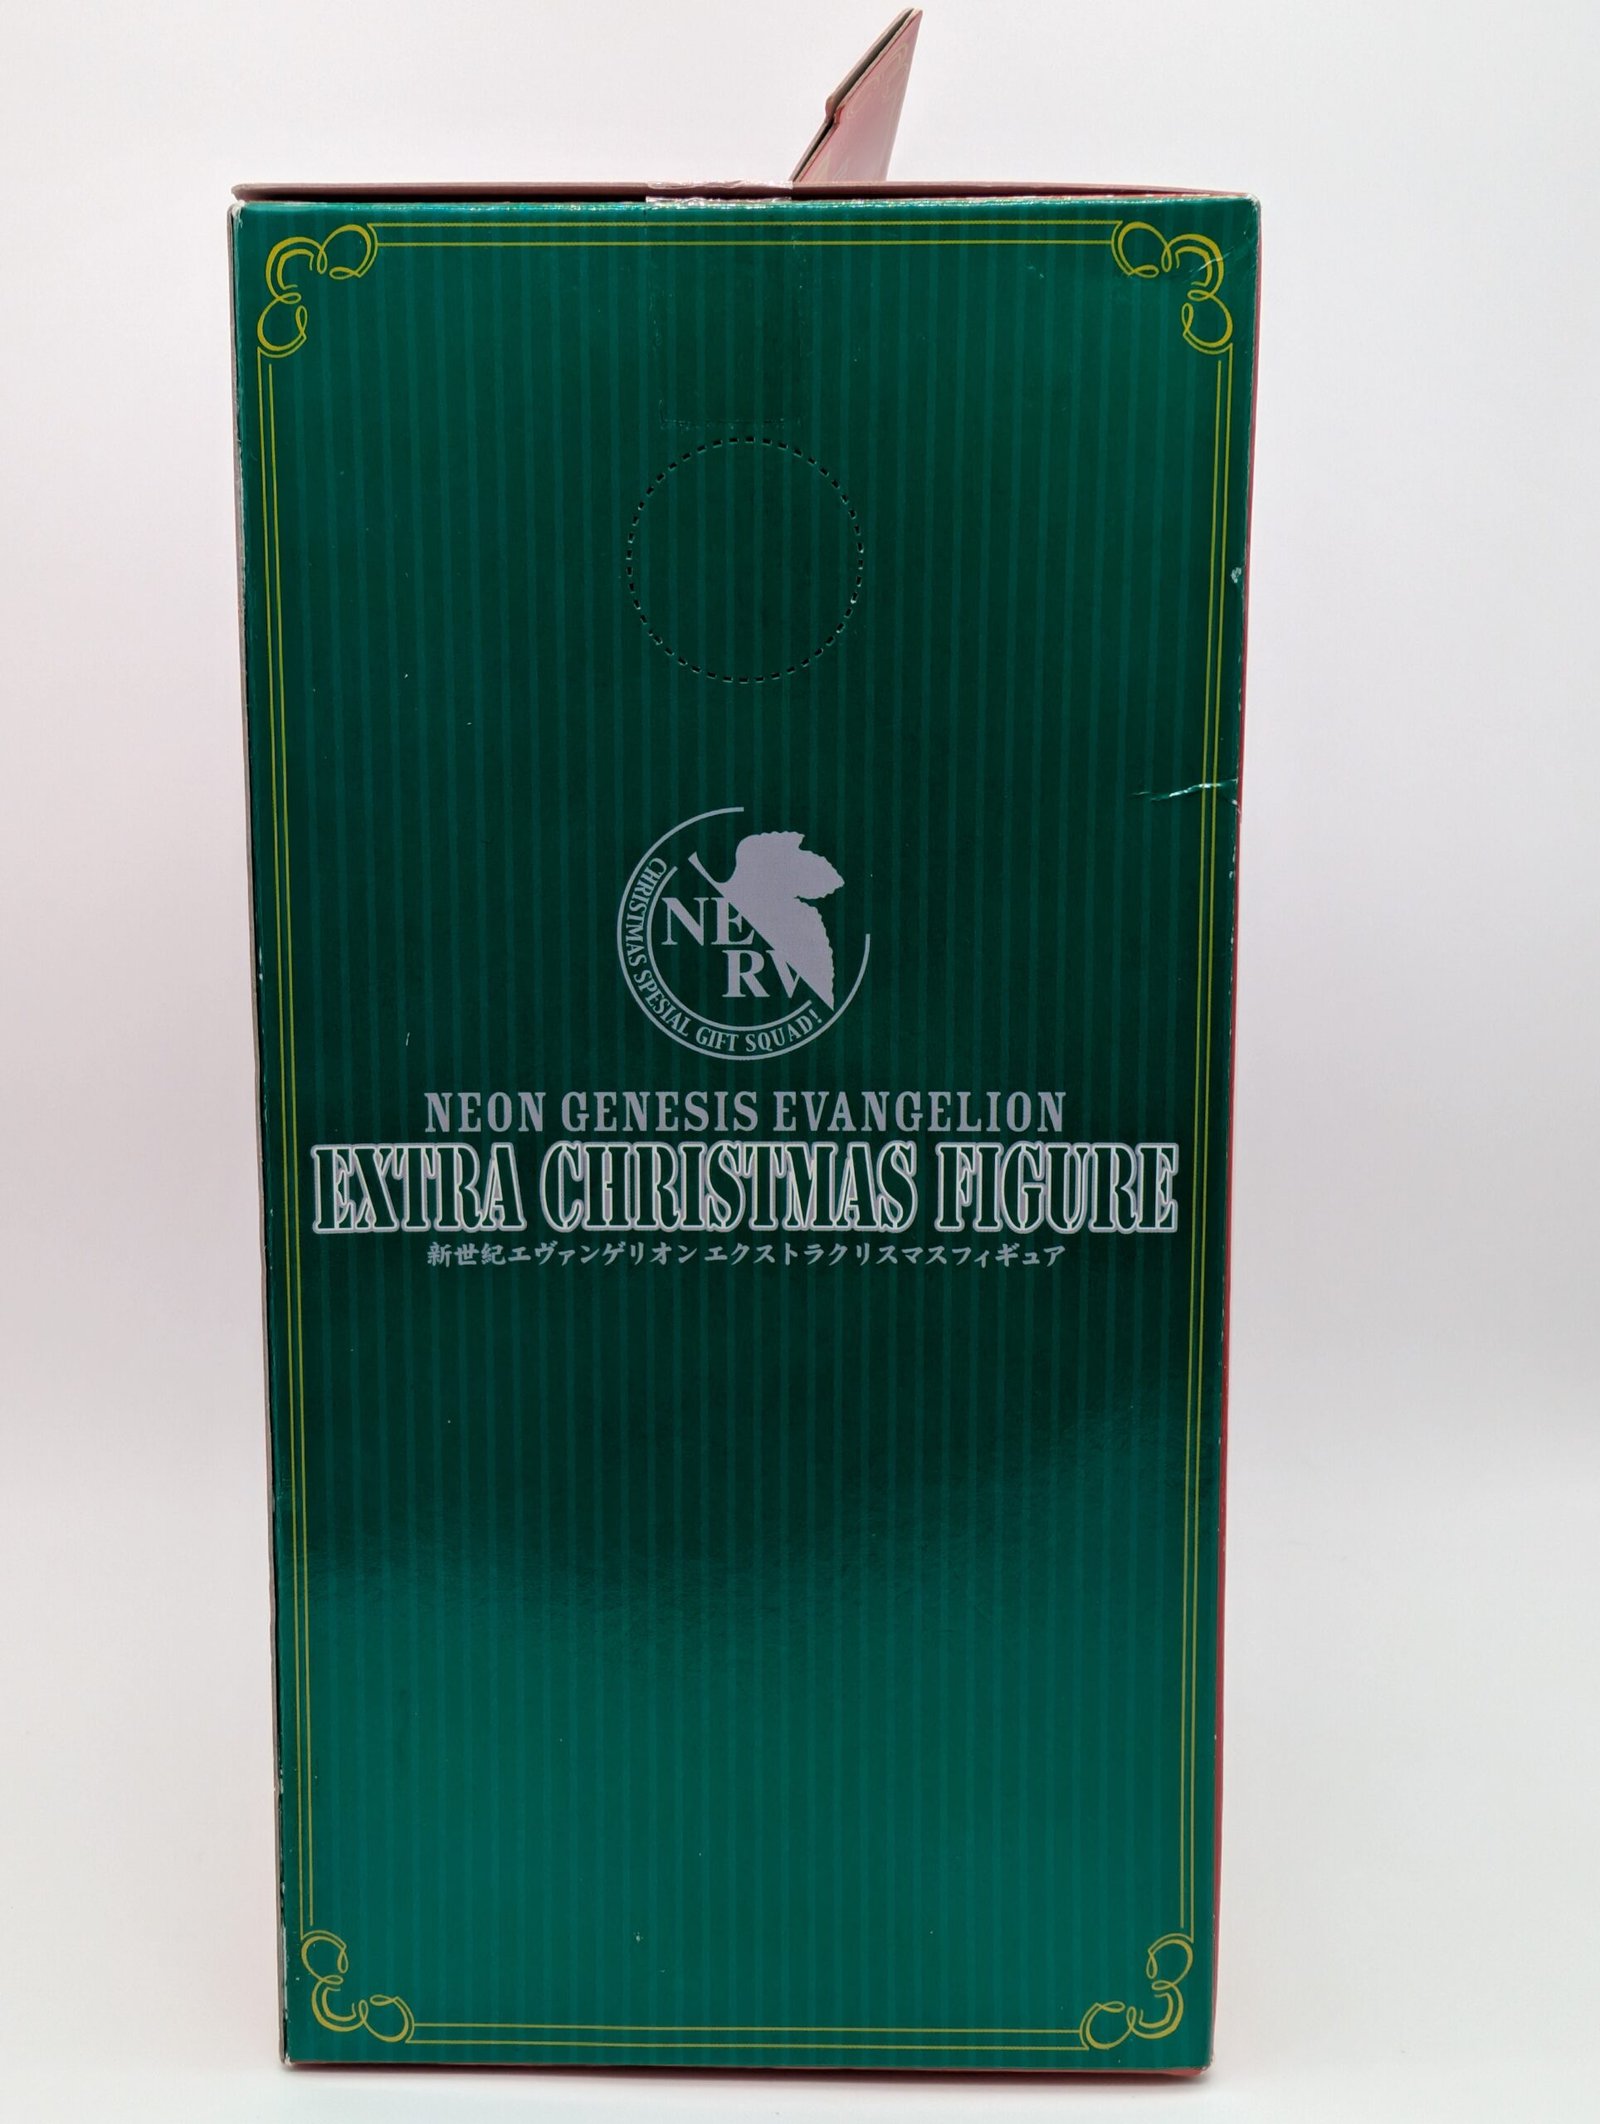 NERV
CHRISTMAS SPESIAL GIFT SQUAD!
NEON GENESIS EVANGELION
EXTRA CHRISTMAS FIGURE
新世紀エヴァンゲリオン エクストラクリスマスフィギュア